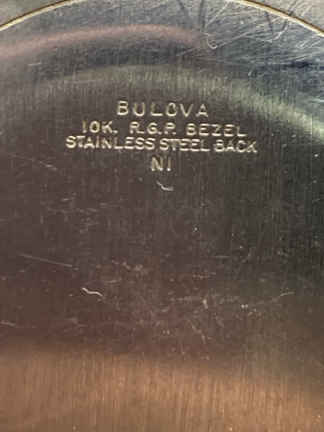 BULOVA
10K. R.G.P. BEZEL
STAINLESS STEEL BACK
N1